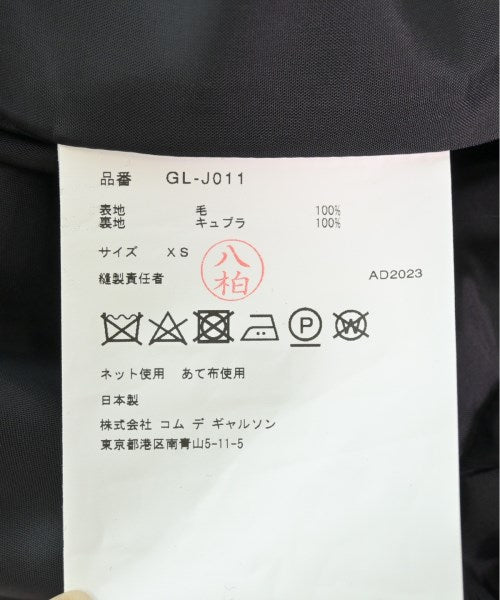 品番 GL-J011
表地 毛 100%
裏地 キュプラ 100%
サイズ XS
縫製責任者 八柏 AD2023
P W
ネット使用 あて布使用
日本製
株式会社 コム デ ギャルソン
東京都港区南青山5-11-5